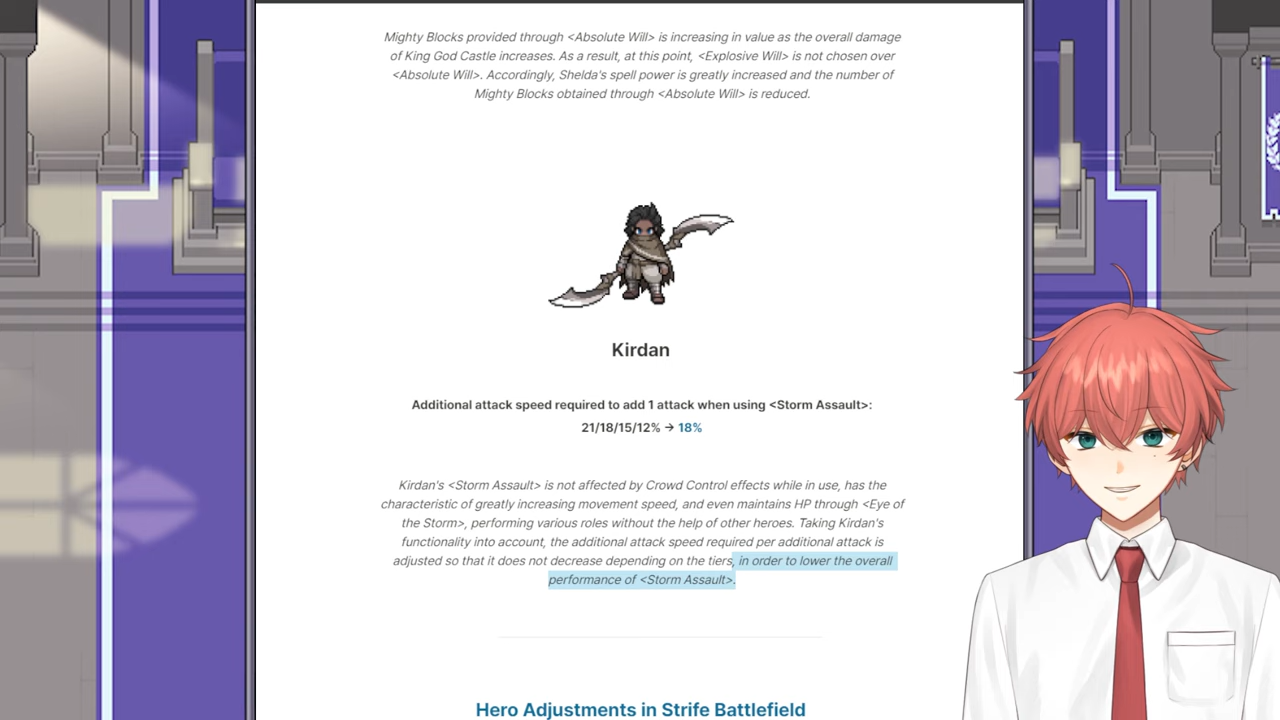 Mighty Blocks provided through <Absolute Will> is increasing in value as the overall damage
of King God Castle increases. As a result, at this point, <Explosive Will> is not chosen over
<Absolute Will>. Accordingly, Shelda's spell power is greatly increased and the number of
Mighty Blocks obtained through <Absolute Will> is reduced.
Kirdan
Additional attack speed required to add 1 attack when using <Storm Assault>:
21/18/15/12% → 18%
Kirdan's <Storm Assault> is not affected by Crowd Control effects while in use, has the
characteristic of greatly increasing movement speed, and even maintains HP through <Eye of
the Storm>, performing various roles without the help of other heroes. Taking Kirdan's
functionality into account, the additional attack speed required per additional attack is
adjusted so that it does not decrease depending on the tiers, in order to lower the overall
performance of <Storm Assault>.
Hero Adjustments in Strife Battlefield